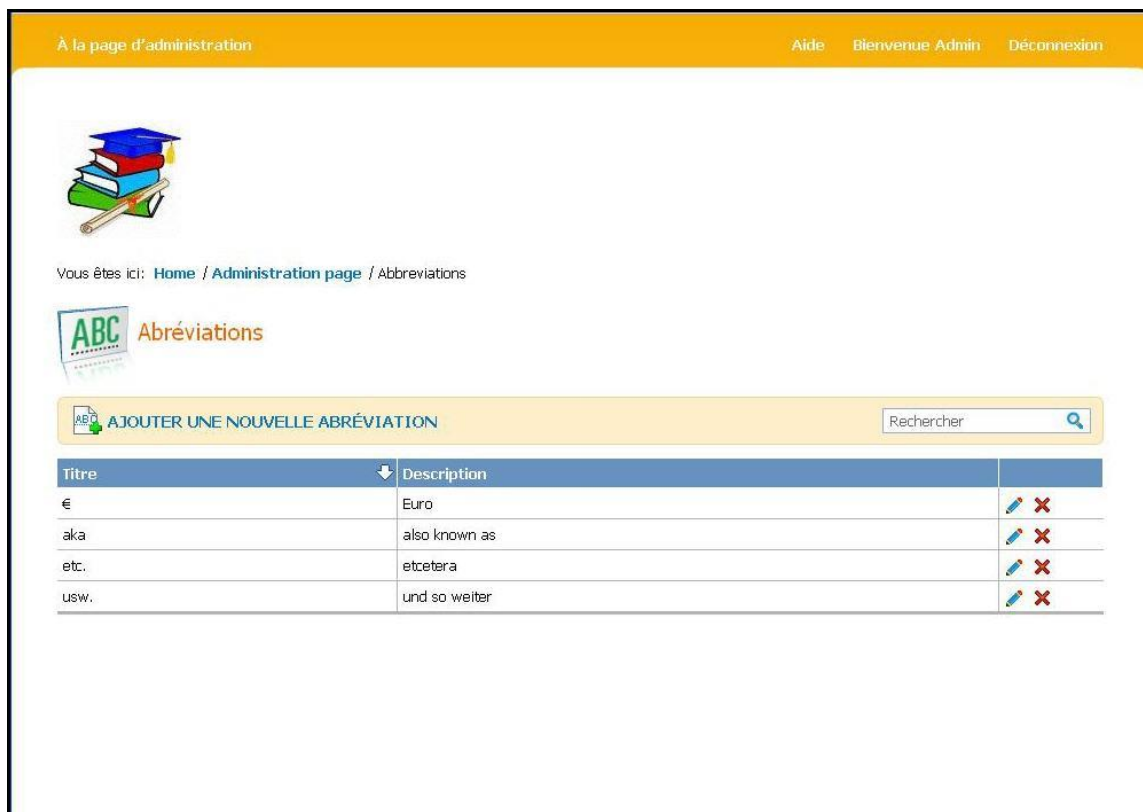 À la page d'administration Aide Bienvenue Admin Déconnexion
Vous êtes ici: Home / Administration page / Abbreviations
ABC Abréviations
ABC AJOUTER UNE NOUVELLE ABRÉVIATION Rechercher
Titre Description
€ Euro
aka also known as
etc. etcetera
usw. und so weiter